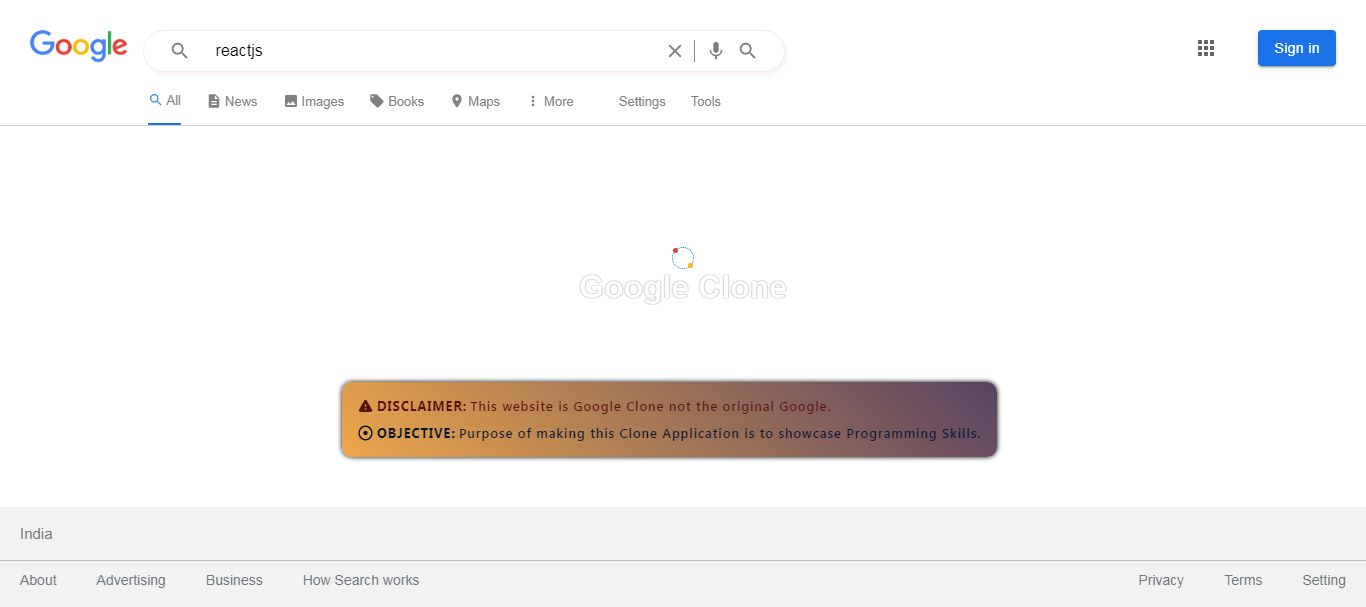 Google reactjs Sign in
All News Images Books Maps More Settings Tools
Google Clone
DISCLAIMER: This website is Google Clone not the original Google.
OBJECTIVE: Purpose of making this Clone Application is to showcase Programming Skills.
India
About Advertising Business How Search works Privacy Terms Setting